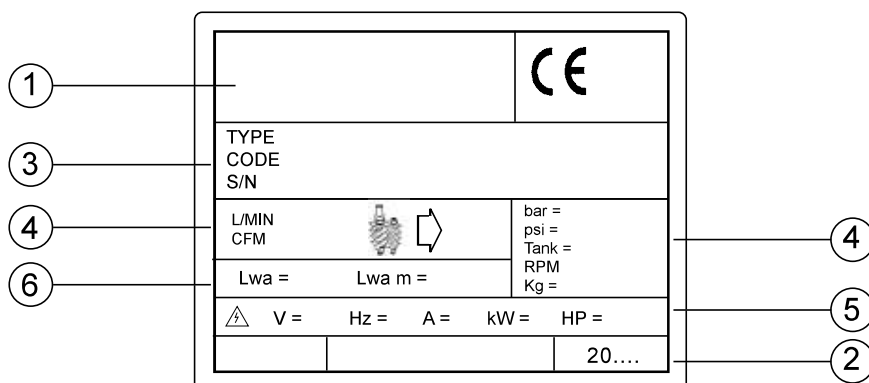 1
CE
3
TYPE
CODE
S/N
4
L/MIN
CFM
bar =
psi =
Tank =
RPM
Kg =
4
6
Lwa =
Lwa m =
V =
Hz =
A =
kW =
HP =
5
20....
2